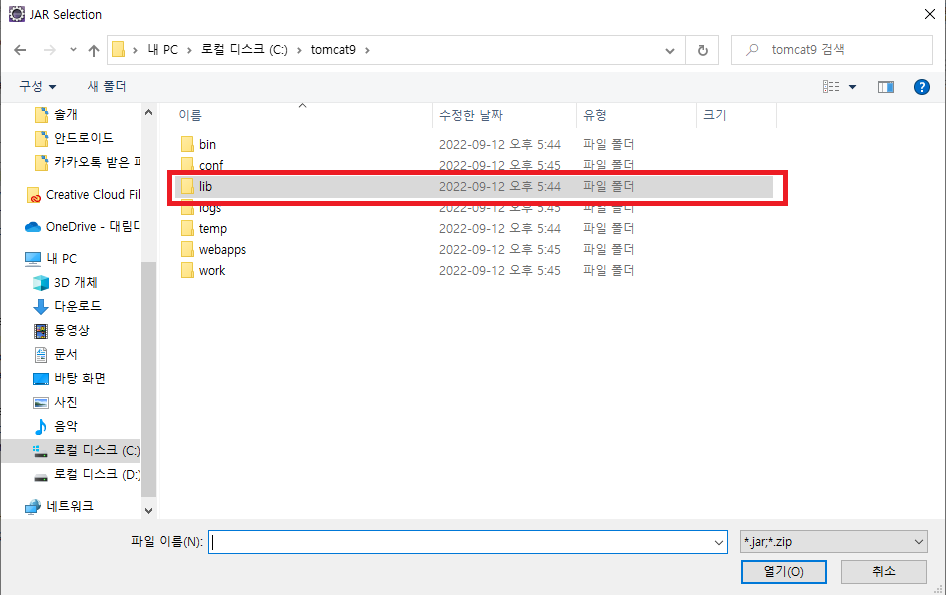 JAR Selection
내 PC › 로컬 디스크 (C:) › tomcat9 ›
tomcat9 검색
구성
새 폴더
솔개
안드로이드
카카오톡 받은 파
Creative Cloud Fil
OneDrive - 대림디
내 PC
3D 개체
다운로드
동영상
문서
바탕 화면
사진
음악
로컬 디스크 (C:)
로컬 디스크 (D:)
네트워크
이름 수정한 날짜 유형 크기
bin 2022-09-12 오후 5:44 파일 폴더
conf 2022-09-12 오후 5:45 파일 폴더
lib 2022-09-12 오후 5:44 파일 폴더
logs 2022-09-12 오후 5:45 파일 폴더
temp 2022-09-12 오후 5:44 파일 폴더
webapps 2022-09-12 오후 5:45 파일 폴더
work 2022-09-12 오후 5:45 파일 폴더
파일 이름(N):
*.jar;*.zip
열기(O)
취소